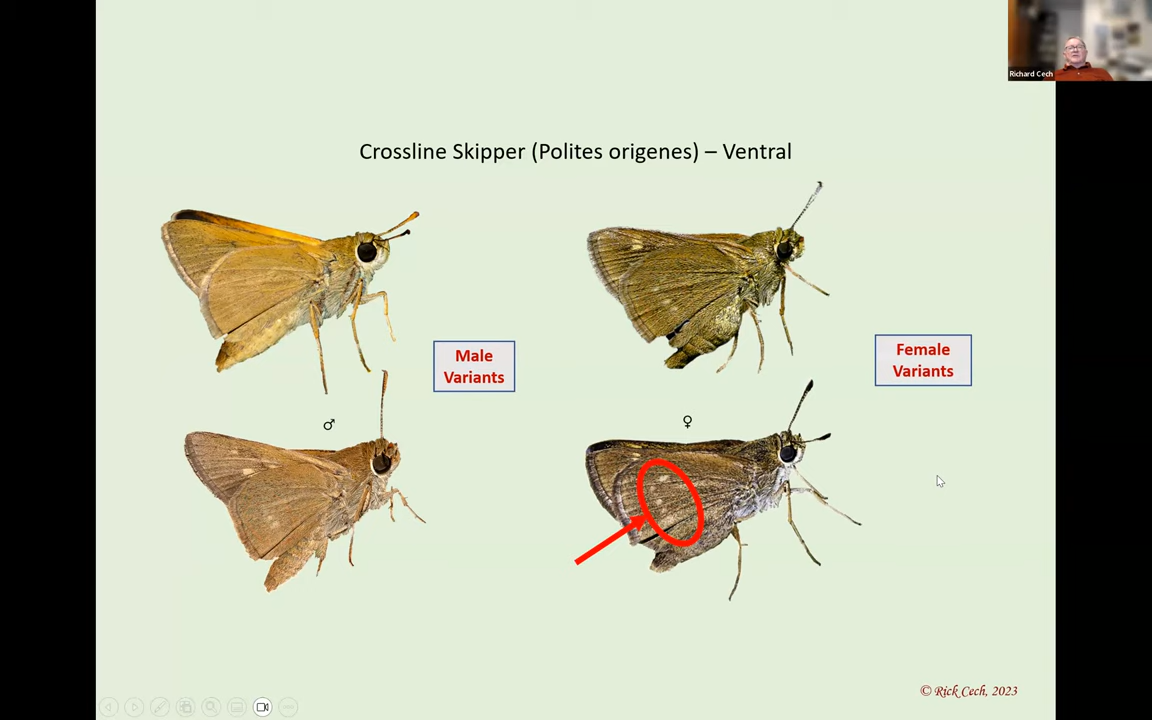 Richard Cech
Crossline Skipper (Polites origenes) – Ventral
Male
Variants
Female
Variants
♂
♀
© Rick Cech, 2023